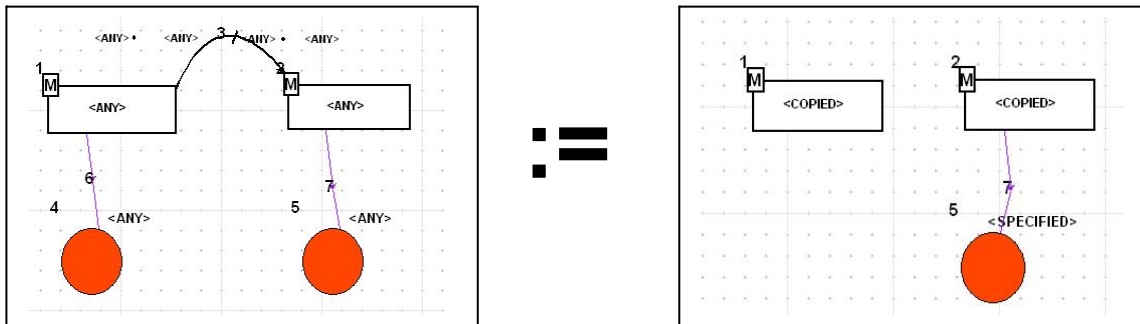 <ANY> <ANY> 3 <ANY> <ANY>
1 2
M M
<ANY> <ANY>
6 7
4 <ANY> 5 <ANY>
:=
1 2
M M
<COPIED> <COPIED>
7
5
<SPECIFIED>